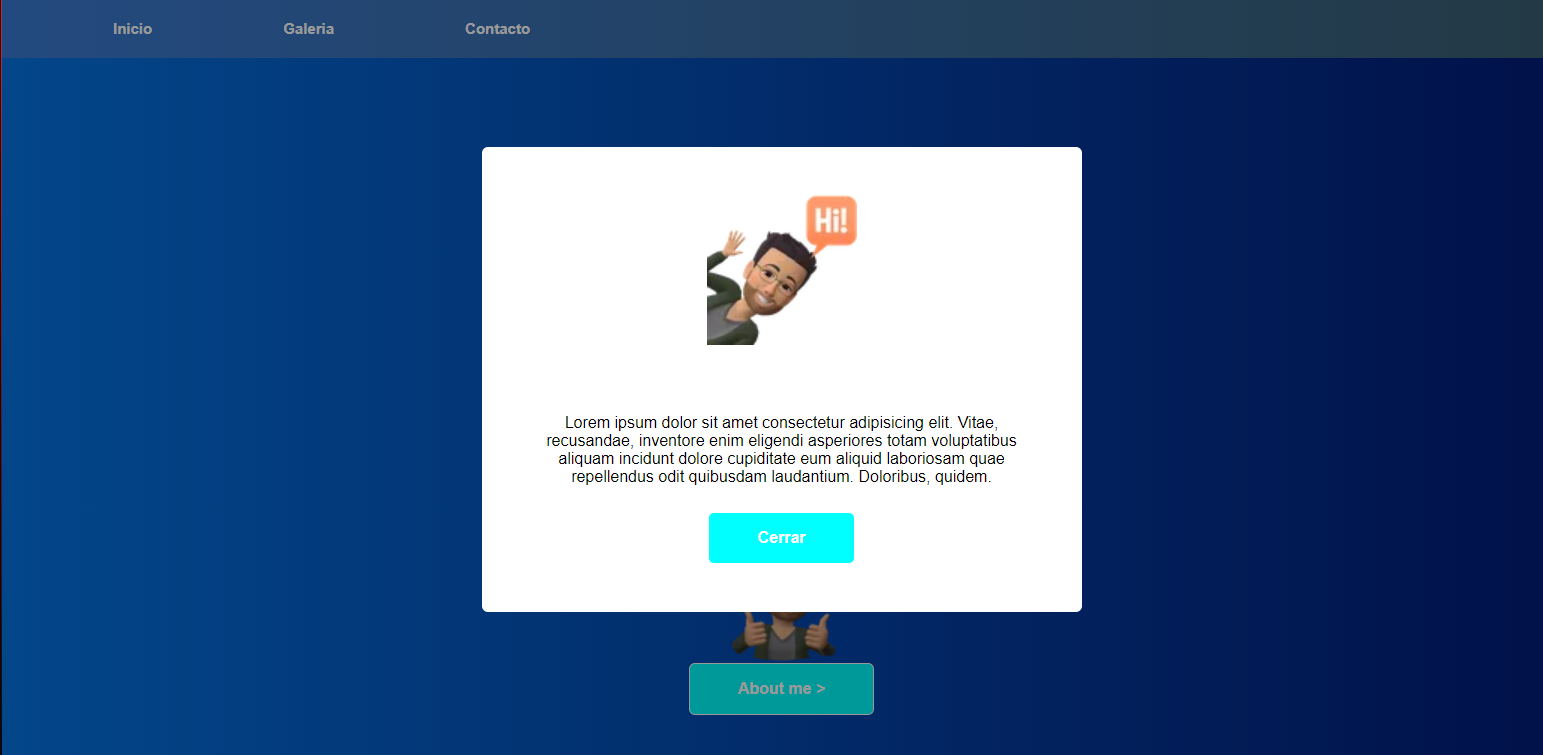 Inicio
Galeria
Contacto
Hi!
Lorem ipsum dolor sit amet consectetur adipisicing elit. Vitae,
recusandae, inventore enim eligendi asperiores totam voluptatibus
aliquam incidunt dolore cupiditate eum aliquid laboriosam quae
repellendus odit quibusdam laudantium. Doloribus, quidem.
Cerrar
About me >